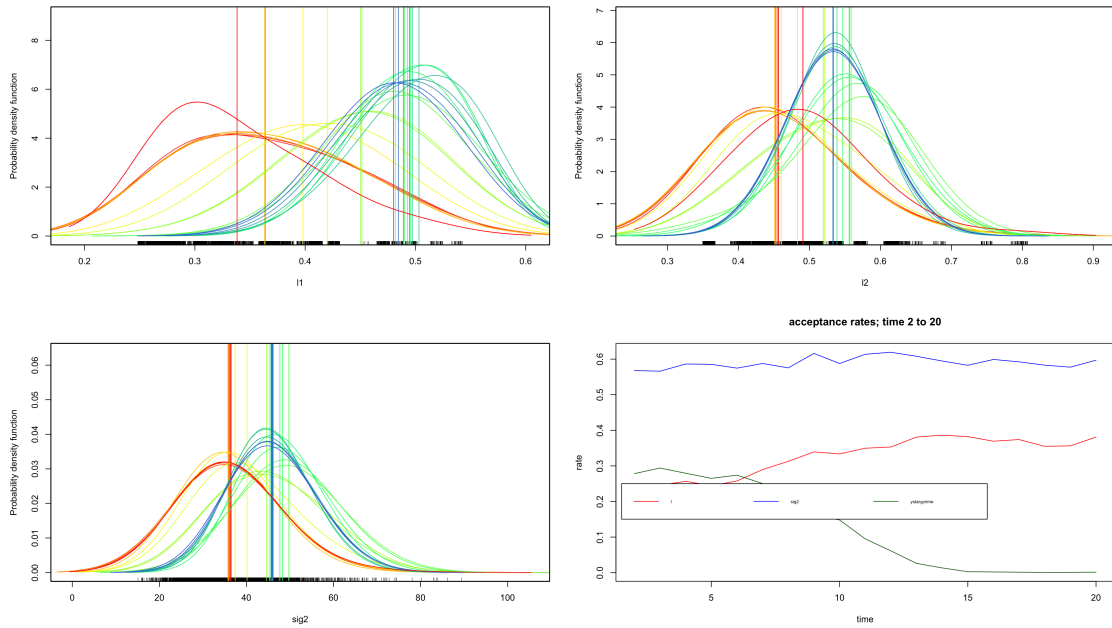 Probability density function
0 2 4 6 8
0.2 0.3 0.4 0.5 0.6
l1
Probability density function
0 1 2 3 4 5 6 7
0.3 0.4 0.5 0.6 0.7 0.8 0.9
l2
Probability density function
0.00 0.01 0.02 0.03 0.04 0.05 0.06
0 20 40 60 80 100
sig2
acceptance rates; time 2 to 20
rate
0.0 0.1 0.2 0.3 0.4 0.5 0.6
l sig2 ystaryprime
5 10 15 20
time